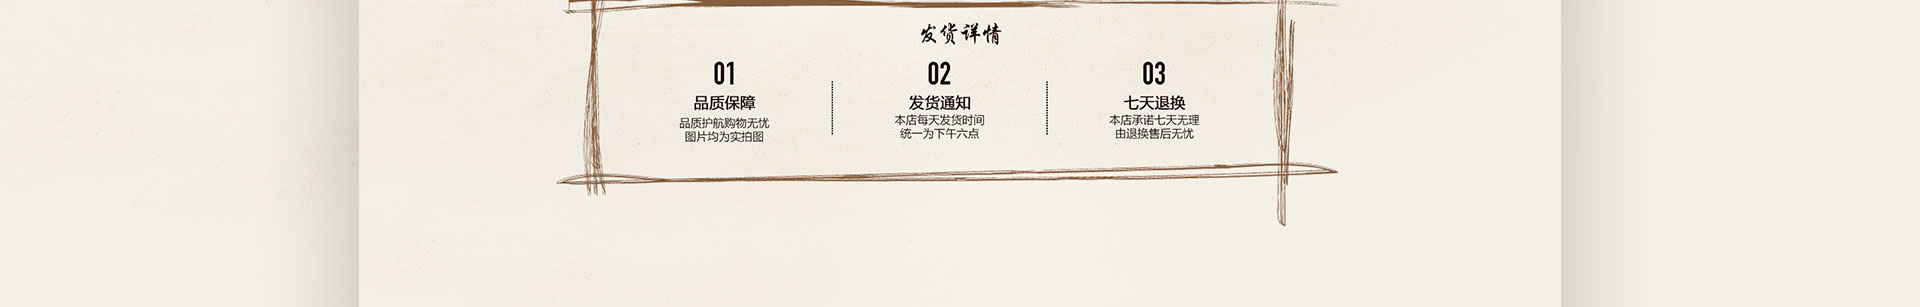 发货详情
01
品质保障
品质护航购物无忧
图片均为实拍图
02
发货通知
本店每天发货时间
统一为下午六点
03
七天退换
本店承诺七天无理
由退换售后无忧